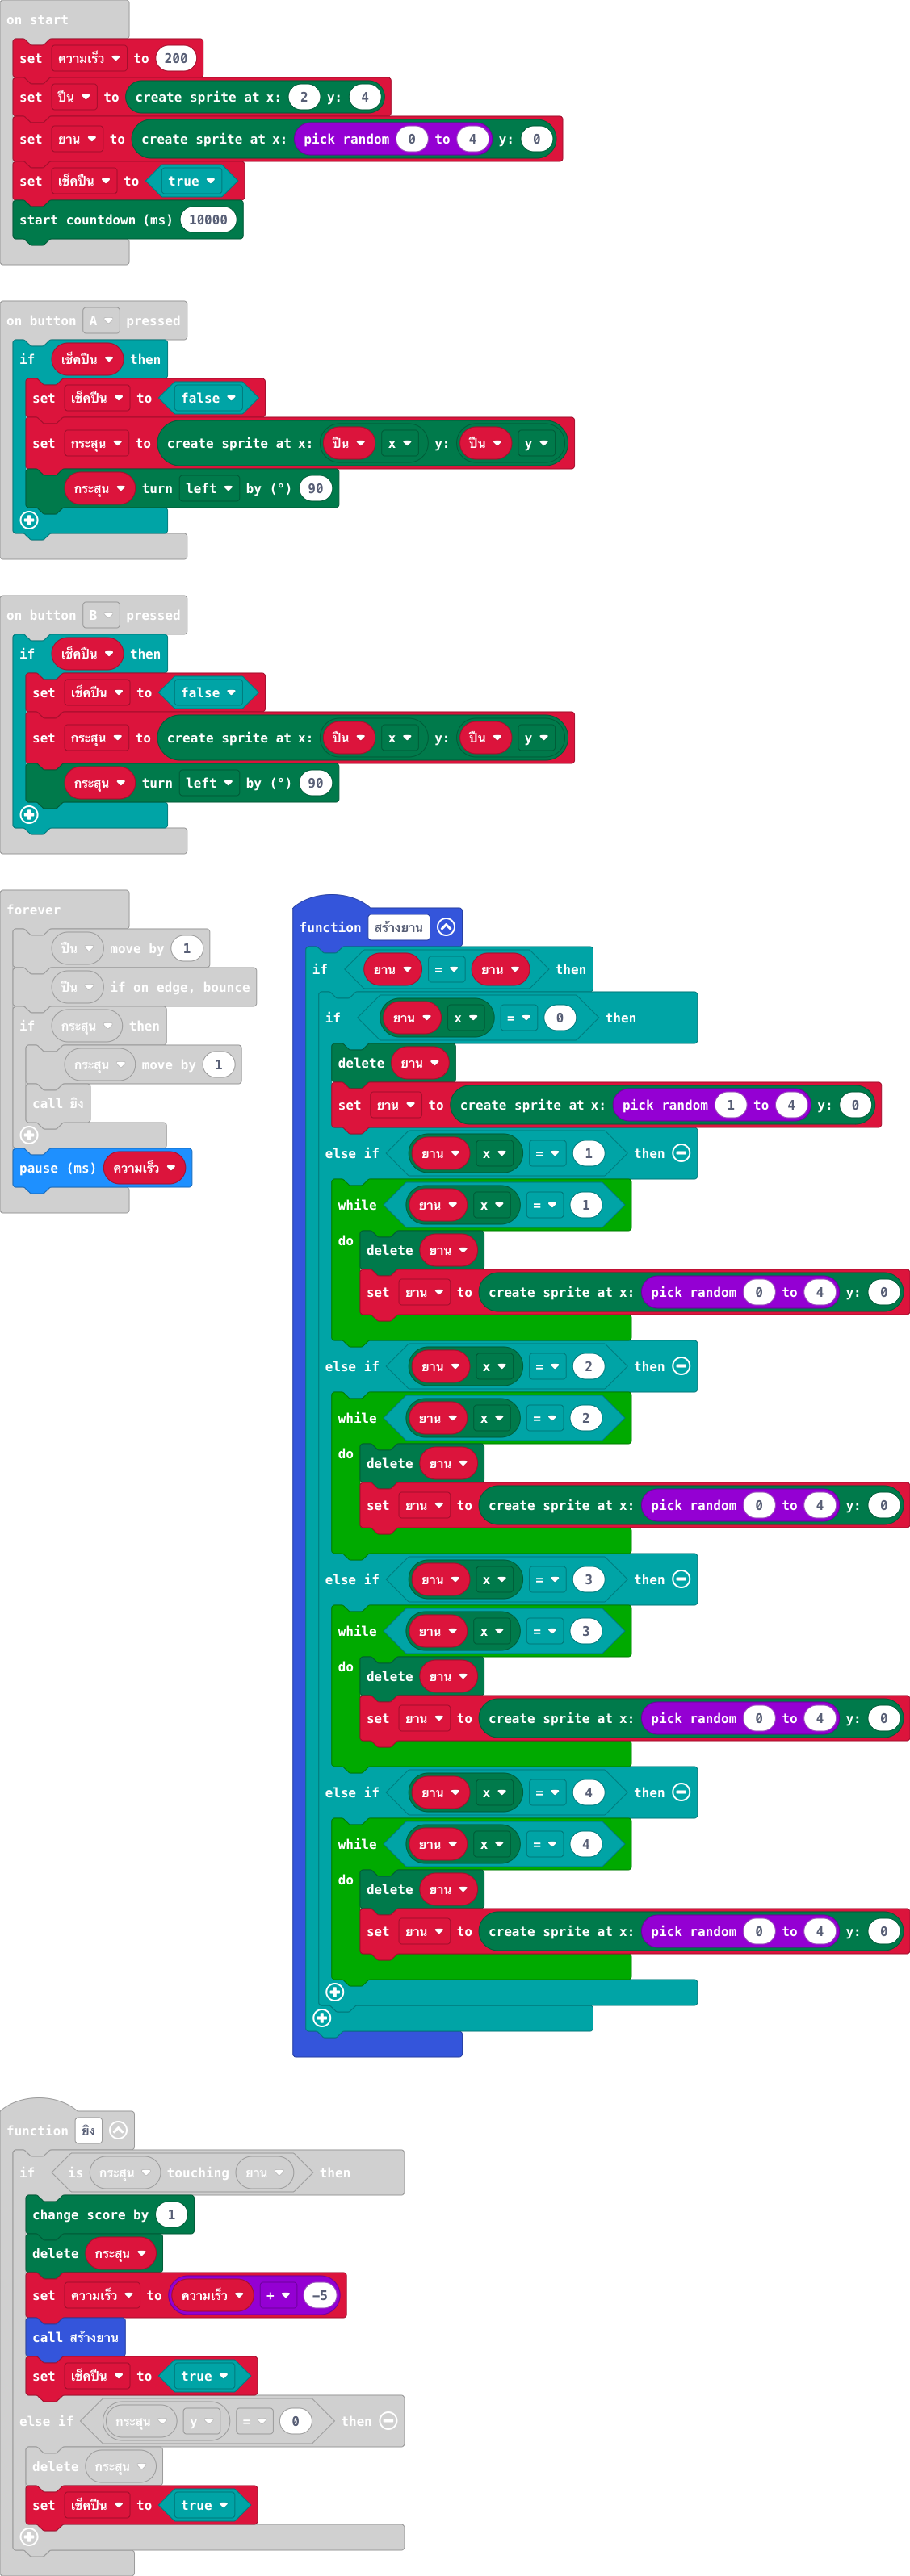 on start
set ความเร็ว to 200
set ปืน to create sprite at x: 2 y: 4
set ยาน to create sprite at x: pick random 0 to 4 y: 0
set เช็คปืน to true
start countdown (ms) 10000
on button A pressed
if เช็คปืน then
set เช็คปืน to false
set กระสุน to create sprite at x: ปืน x y: ปืน y
กระสุน turn left by (°) 90
on button B pressed
if เช็คปืน then
set เช็คปืน to false
set กระสุน to create sprite at x: ปืน x y: ปืน y
กระสุน turn left by (°) 90
forever
ปืน move by 1
ปืน if on edge, bounce
if กระสุน then
กระสุน move by 1
call ยิง
pause (ms) ความเร็ว
function สร้างยาน
if ยาน = ยาน then
if ยาน x = 0 then
delete ยาน
set ยาน to create sprite at x: pick random 1 to 4 y: 0
else if ยาน x = 1 then
while ยาน x = 1
do delete ยาน
set ยาน to create sprite at x: pick random 0 to 4 y: 0
else if ยาน x = 2 then
while ยาน x = 2
do delete ยาน
set ยาน to create sprite at x: pick random 0 to 4 y: 0
else if ยาน x = 3 then
while ยาน x = 3
do delete ยาน
set ยาน to create sprite at x: pick random 0 to 4 y: 0
else if ยาน x = 4 then
while ยาน x = 4
do delete ยาน
set ยาน to create sprite at x: pick random 0 to 4 y: 0
function ยิง
if is กระสุน touching ยาน then
change score by 1
delete กระสุน
set ความเร็ว to ความเร็ว + -5
call สร้างยาน
set เช็คปืน to true
else if กระสุน y = 0 then
delete กระสุน
set เช็คปืน to true